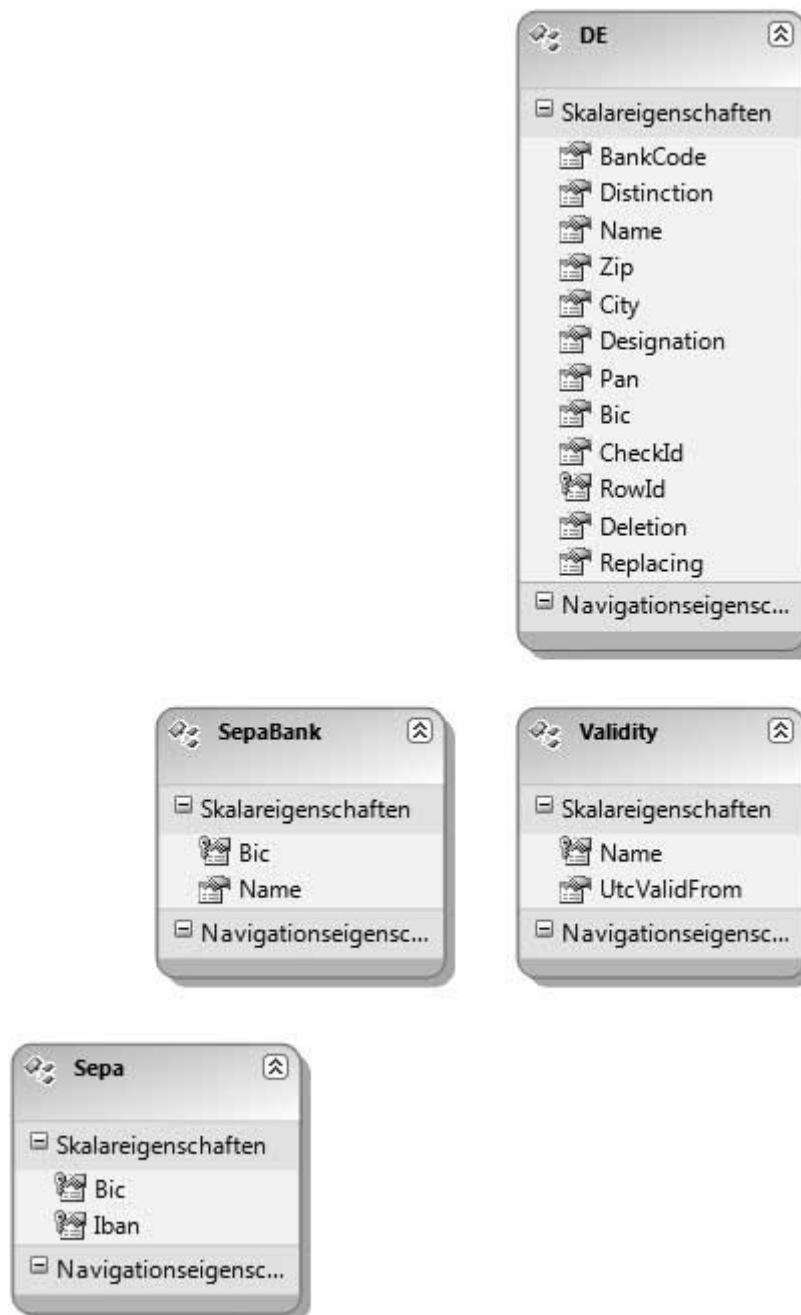 DE
Skalareigenschaften
BankCode
Distinction
Name
Zip
City
Designation
Pan
Bic
CheckId
RowId
Deletion
Replacing
Navigationseigensc...
SepaBank
Skalareigenschaften
Bic
Name
Navigationseigensc...
Validity
Skalareigenschaften
Name
UtcValidFrom
Navigationseigensc...
Sepa
Skalareigenschaften
Bic
Iban
Navigationseigensc...